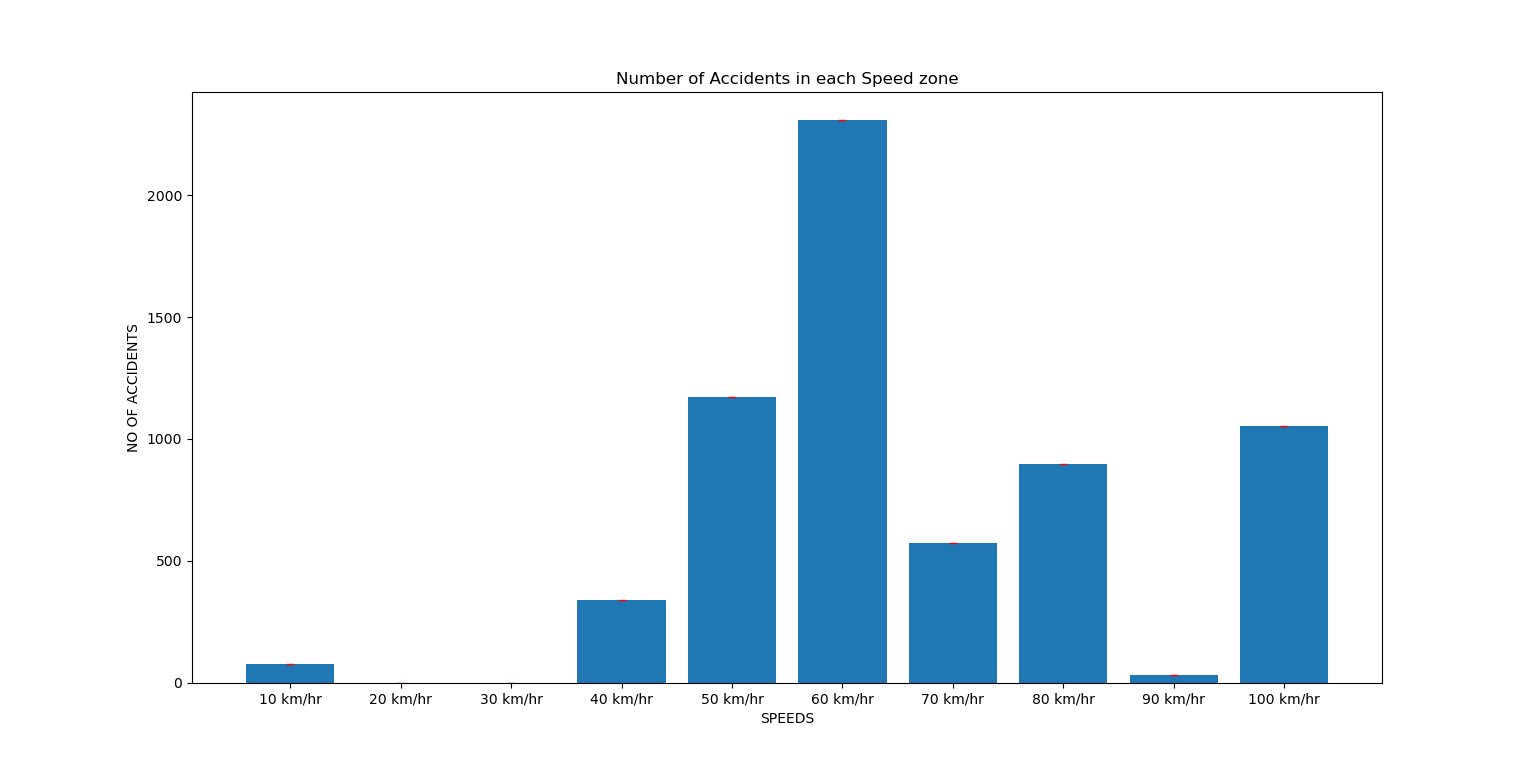 Number of Accidents in each Speed zone
NO OF ACCIDENTS
2000
1500
1000
500
0
10 km/hr 20 km/hr 30 km/hr 40 km/hr 50 km/hr 60 km/hr 70 km/hr 80 km/hr 90 km/hr 100 km/hr
SPEEDS